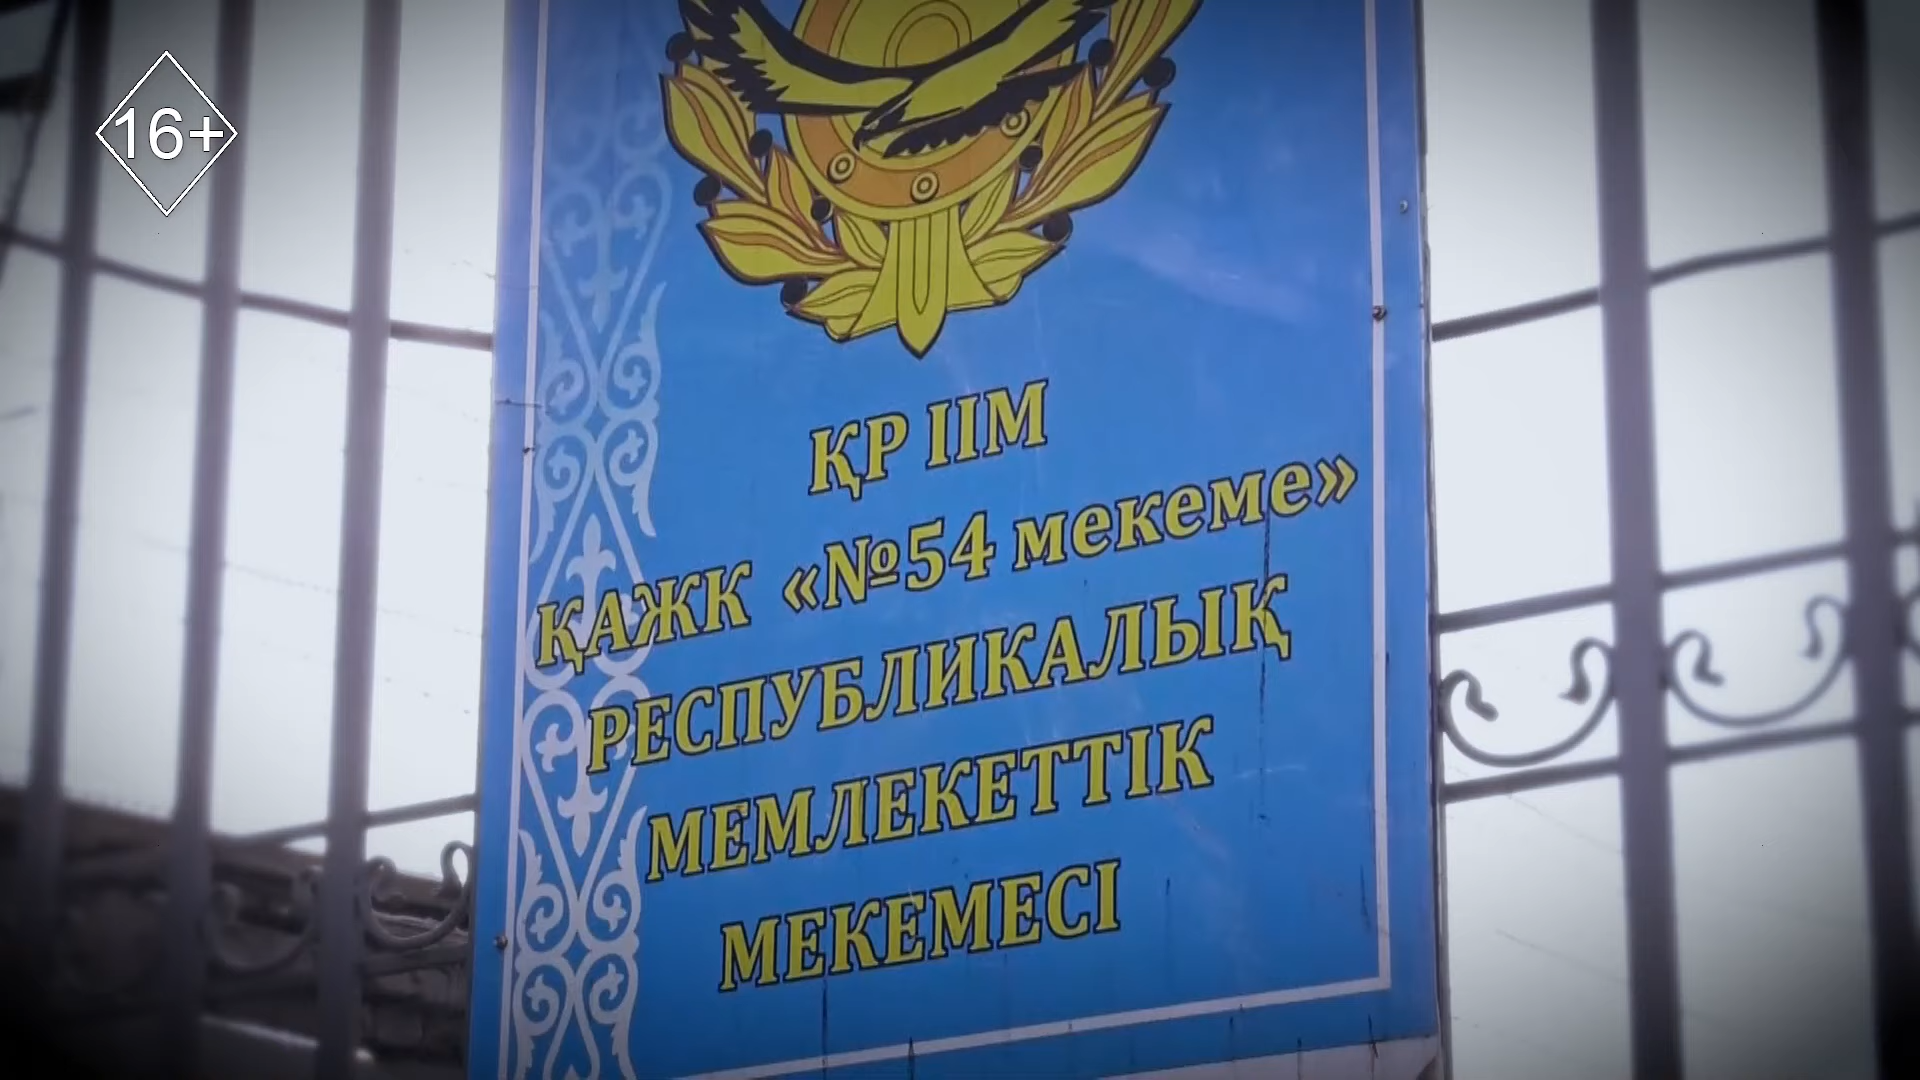 16+
ҚР ІІМ
ҚАЖК «№54 мекеме»
РЕСПУБЛИКАЛЫҚ
МЕМЛЕКЕТТІК
МЕКЕМЕСІ